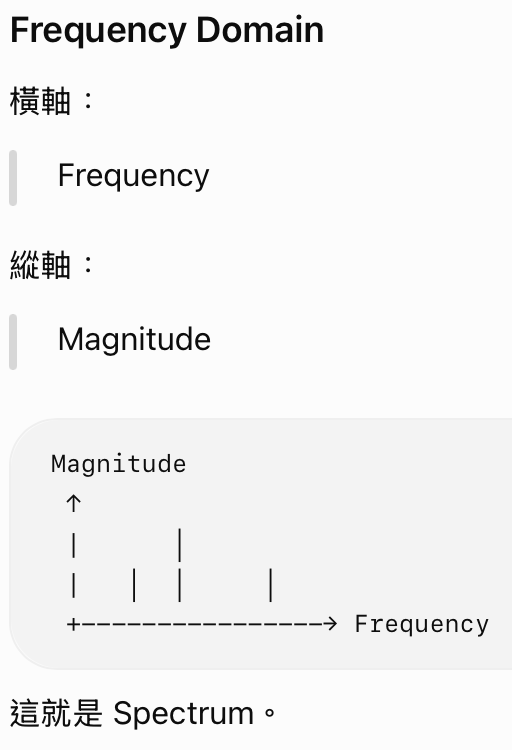 Frequency Domain
橫軸：
Frequency
縱軸：
Magnitude
Magnitude
↑
|      │
|   │  │     │
+----------------→ Frequency
這就是 Spectrum。